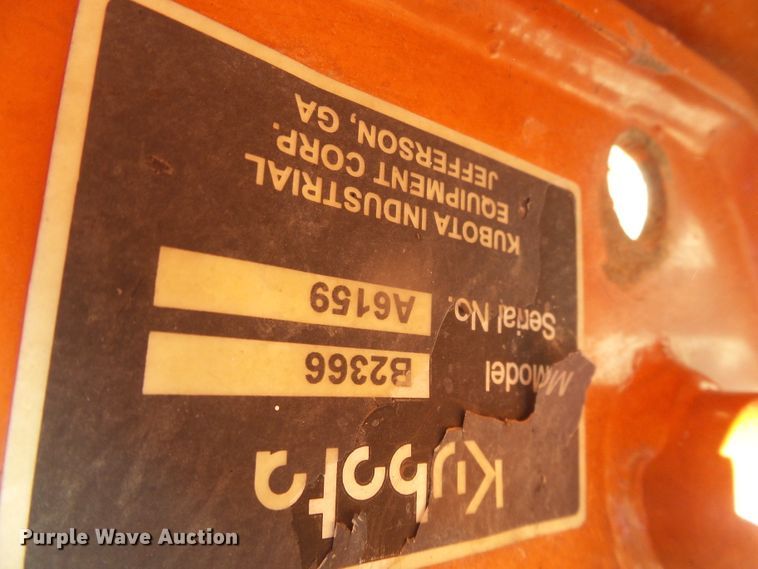 Kubota
Model B2366
Serial No. A6159
KUBOTA INDUSTRIAL
EQUIPMENT CORP.
JEFFERSON, GA
Purple Wave Auction